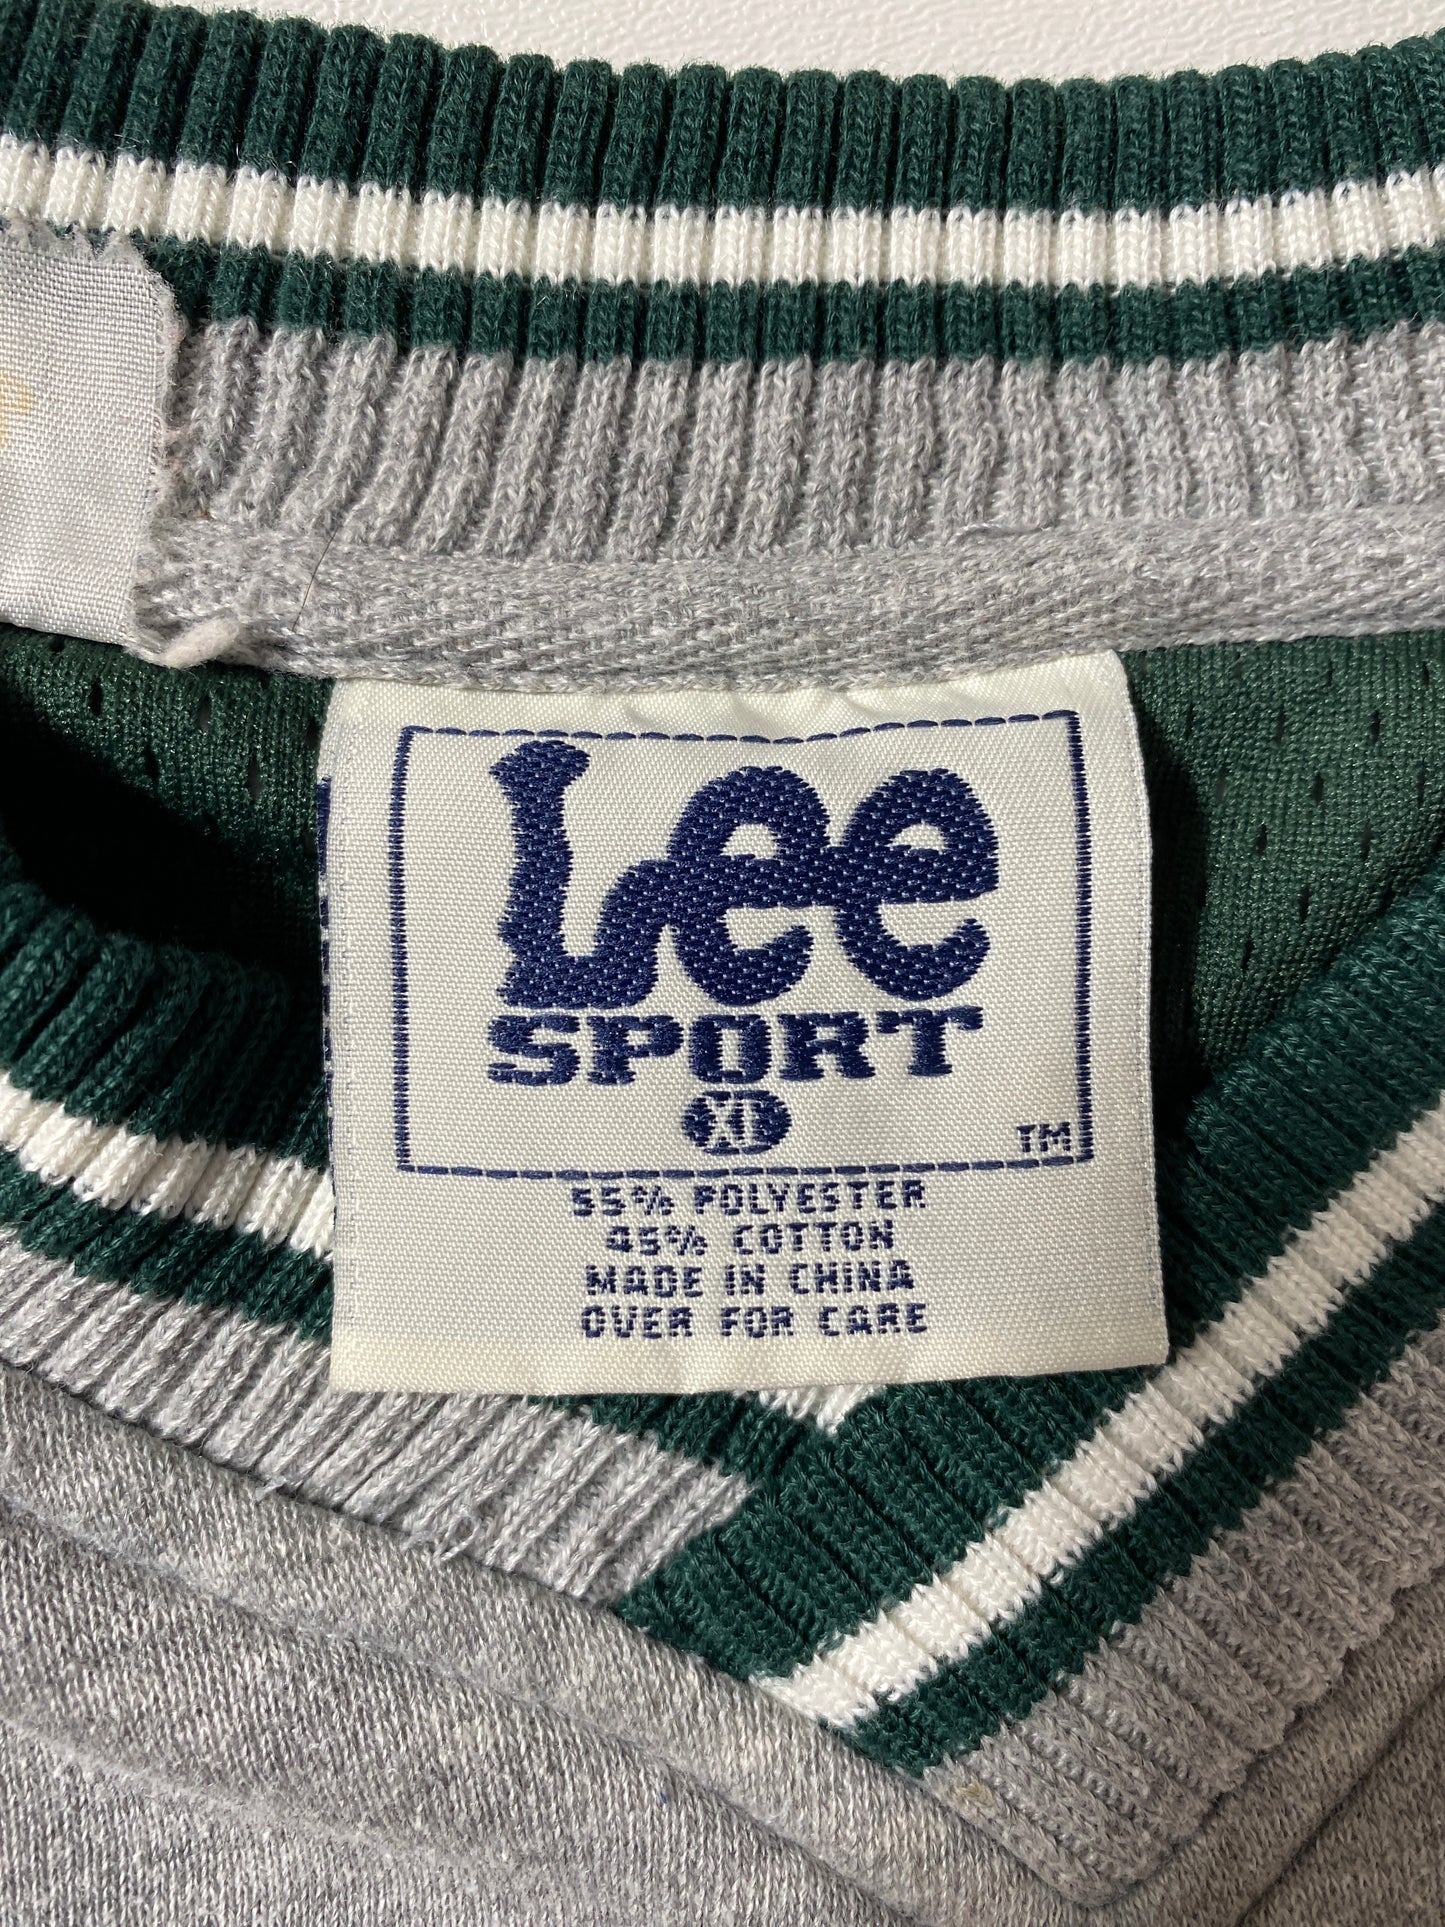 Lee
SPORT
XL
TM
55% POLYESTER
45% COTTON
MADE IN CHINA
OVER FOR CARE